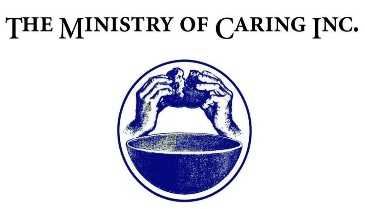 THE MINISTRY OF CARING INC.